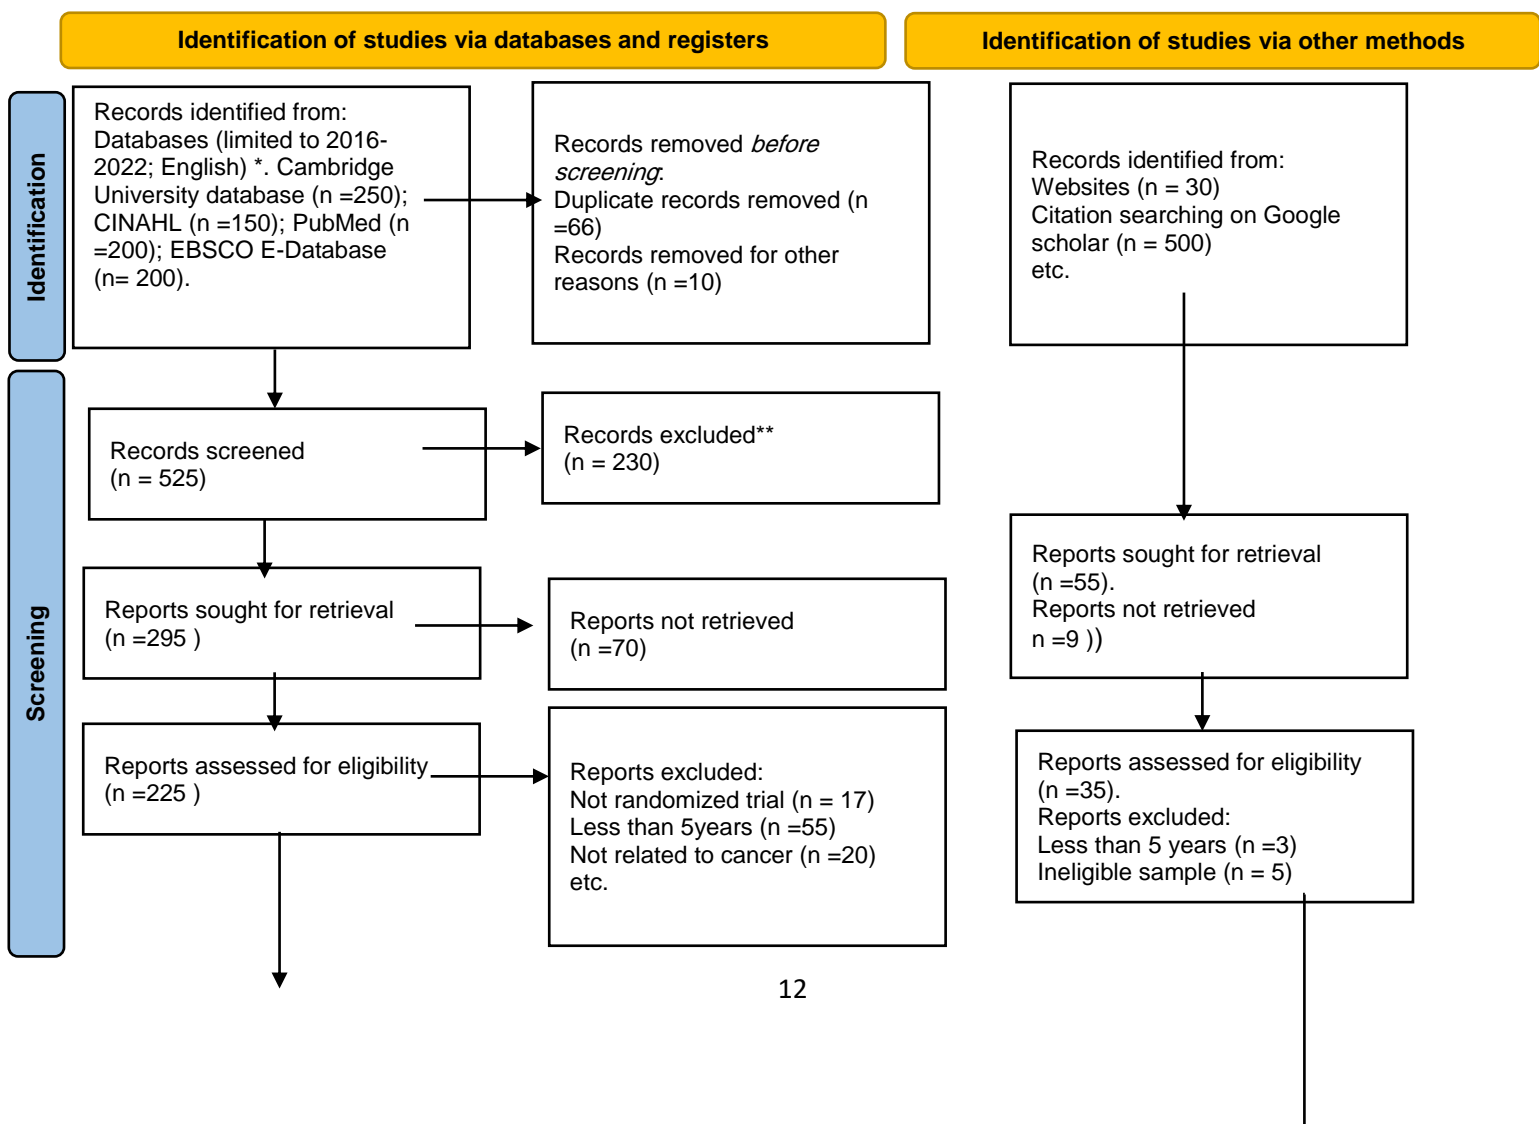 Identification of studies via databases and registers
Identification of studies via other methods
Identification
Records identified from:
Databases (limited to 2016-
2022; English) *. Cambridge
University database (n =250);
CINAHL (n =150); PubMed (n
=200); EBSCO E-Database
(n= 200).
Records removed before
screening:
Duplicate records removed (n
=66)
Records removed for other
reasons (n =10)
Records identified from:
Websites (n = 30)
Citation searching on Google
scholar (n = 500)
etc.
Screening
Records screened
(n = 525)
Records excluded**
(n = 230)
Reports sought for retrieval
(n =295 )
Reports not retrieved
(n =70)
Reports sought for retrieval
(n =55).
Reports not retrieved
n =9 ))
Reports assessed for eligibility
(n =225 )
Reports excluded:
Not randomized trial (n = 17)
Less than 5years (n =55)
Not related to cancer (n =20)
etc.
Reports assessed for eligibility
(n =35).
Reports excluded:
Less than 5 years (n =3)
Ineligible sample (n = 5)
12